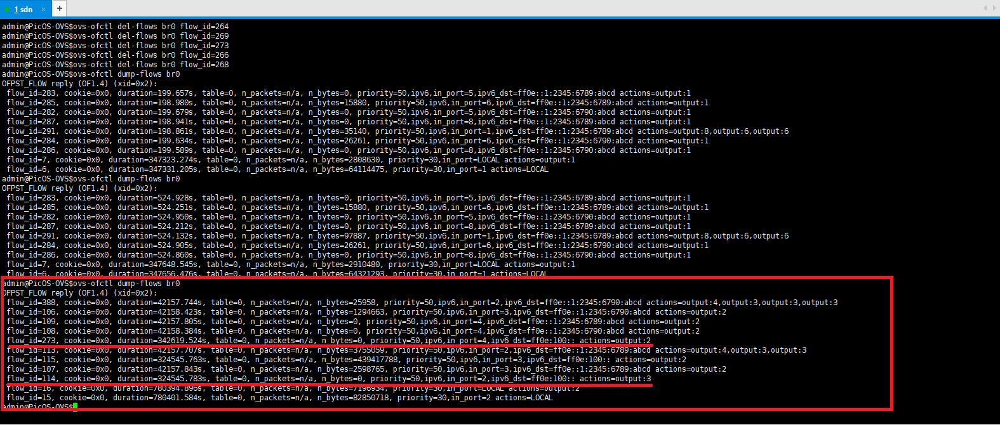 1 sdn × +
admin@PicOS-OVS$ovs-ofctl del-flows br0 flow_id=264
admin@PicOS-OVS$ovs-ofctl del-flows br0 flow_id=269
admin@PicOS-OVS$ovs-ofctl del-flows br0 flow_id=273
admin@PicOS-OVS$ovs-ofctl del-flows br0 flow_id=266
admin@PicOS-OVS$ovs-ofctl del-flows br0 flow_id=268
admin@PicOS-OVS$ovs-ofctl dump-flows br0
OFPST_FLOW reply (OF1.4) (xid=0x2):
flow_id=283, cookie=0x0, duration=199.657s, table=0, n_packets=n/a, n_bytes=0, priority=50,ipv6,in_port=5,ipv6_dst=ff0e::1:2345:6789:abcd actions=output:1
flow_id=285, cookie=0x0, duration=198.980s, table=0, n_packets=n/a, n_bytes=15880, priority=50,ipv6,in_port=6,ipv6_dst=ff0e::1:2345:6789:abcd actions=output:1
flow_id=282, cookie=0x0, duration=199.679s, table=0, n_packets=n/a, n_bytes=0, priority=50,ipv6,in_port=5,ipv6_dst=ff0e::1:2345:6790:abcd actions=output:1
flow_id=287, cookie=0x0, duration=198.941s, table=0, n_packets=n/a, n_bytes=0, priority=50,ipv6,in_port=8,ipv6_dst=ff0e::1:2345:6789:abcd actions=output:1
flow_id=291, cookie=0x0, duration=198.861s, table=0, n_packets=n/a, n_bytes=35140, priority=50,ipv6,in_port=1,ipv6_dst=ff0e::1:2345:6789:abcd actions=output:8,output:6,output:6
flow_id=284, cookie=0x0, duration=199.634s, table=0, n_packets=n/a, n_bytes=26261, priority=50,ipv6,in_port=6,ipv6_dst=ff0e::1:2345:6790:abcd actions=output:1
flow_id=286, cookie=0x0, duration=199.589s, table=0, n_packets=n/a, n_bytes=0, priority=50,ipv6,in_port=8,ipv6_dst=ff0e::1:2345:6790:abcd actions=output:1
flow_id=7, cookie=0x0, duration=347323.274s, table=0, n_packets=n/a, n_bytes=2808630, priority=30,in_port=LOCAL actions=output:1
flow_id=6, cookie=0x0, duration=347331.205s, table=0, n_packets=n/a, n_bytes=64114475, priority=30,in_port=1 actions=LOCAL
admin@PicOS-OVS$ovs-ofctl dump-flows br0
OFPST_FLOW reply (OF1.4) (xid=0x2):
flow_id=283, cookie=0x0, duration=524.928s, table=0, n_packets=n/a, n_bytes=0, priority=50,ipv6,in_port=5,ipv6_dst=ff0e::1:2345:6789:abcd actions=output:1
flow_id=285, cookie=0x0, duration=524.251s, table=0, n_packets=n/a, n_bytes=15880, priority=50,ipv6,in_port=6,ipv6_dst=ff0e::1:2345:6789:abcd actions=output:1
flow_id=282, cookie=0x0, duration=524.950s, table=0, n_packets=n/a, n_bytes=0, priority=50,ipv6,in_port=5,ipv6_dst=ff0e::1:2345:6790:abcd actions=output:1
flow_id=287, cookie=0x0, duration=524.212s, table=0, n_packets=n/a, n_bytes=0, priority=50,ipv6,in_port=8,ipv6_dst=ff0e::1:2345:6789:abcd actions=output:1
flow_id=291, cookie=0x0, duration=524.132s, table=0, n_packets=n/a, n_bytes=97887, priority=50,ipv6,in_port=1,ipv6_dst=ff0e::1:2345:6789:abcd actions=output:8,output:6,output:6
flow_id=284, cookie=0x0, duration=524.905s, table=0, n_packets=n/a, n_bytes=26261, priority=50,ipv6,in_port=6,ipv6_dst=ff0e::1:2345:6790:abcd actions=output:1
flow_id=286, cookie=0x0, duration=524.860s, table=0, n_packets=n/a, n_bytes=0, priority=50,ipv6,in_port=8,ipv6_dst=ff0e::1:2345:6790:abcd actions=output:1
flow_id=7, cookie=0x0, duration=347648.545s, table=0, n_packets=n/a, n_bytes=2910480, priority=30,in_port=LOCAL actions=output:1
flow_id=6, cookie=0x0, duration=347656.476s, table=0, n_packets=n/a, n_bytes=64321293, priority=30,in_port=1 actions=LOCAL
admin@PicOS-OVS$ovs-ofctl dump-flows br0
OFPST_FLOW reply (OF1.4) (xid=0x2):
flow_id=388, cookie=0x0, duration=42157.744s, table=0, n_packets=n/a, n_bytes=25958, priority=50,ipv6,in_port=2,ipv6_dst=ff0e::1:2345:6790:abcd actions=output:4,output:3,output:3,output:3
flow_id=106, cookie=0x0, duration=42158.423s, table=0, n_packets=n/a, n_bytes=1294663, priority=50,ipv6,in_port=3,ipv6_dst=ff0e::1:2345:6790:abcd actions=output:2
flow_id=109, cookie=0x0, duration=42157.805s, table=0, n_packets=n/a, n_bytes=0, priority=50,ipv6,in_port=4,ipv6_dst=ff0e::1:2345:6789:abcd actions=output:2
flow_id=108, cookie=0x0, duration=42158.384s, table=0, n_packets=n/a, n_bytes=0, priority=50,ipv6,in_port=4,ipv6_dst=ff0e::1:2345:6790:abcd actions=output:2
flow_id=273, cookie=0x0, duration=342619.524s, table=0, n_packets=n/a, n_bytes=0, priority=50,ipv6,in_port=4,ipv6_dst=ff0e:100:: actions=output:2
flow_id=113, cookie=0x0, duration=42157.707s, table=0, n_packets=n/a, n_bytes=3755059, priority=50,ipv6,in_port=2,ipv6_dst=ff0e::1:2345:6789:abcd actions=output:4,output:3,output:3
flow_id=115, cookie=0x0, duration=324545.763s, table=0, n_packets=n/a, n_bytes=439417788, priority=50,ipv6,in_port=3,ipv6_dst=ff0e:100:: actions=output:2
flow_id=107, cookie=0x0, duration=42157.843s, table=0, n_packets=n/a, n_bytes=2598765, priority=50,ipv6,in_port=3,ipv6_dst=ff0e::1:2345:6789:abcd actions=output:2
flow_id=114, cookie=0x0, duration=324545.783s, table=0, n_packets=n/a, n_bytes=0, priority=50,ipv6,in_port=2,ipv6_dst=ff0e:100:: actions=output:3
flow_id=16, cookie=0x0, duration=780394.896s, table=0, n_packets=n/a, n_bytes=7196934, priority=30,in_port=LOCAL actions=output:2
flow_id=15, cookie=0x0, duration=780401.584s, table=0, n_packets=n/a, n_bytes=82850718, priority=30,in_port=2 actions=LOCAL
admin@PicOS-OVS$